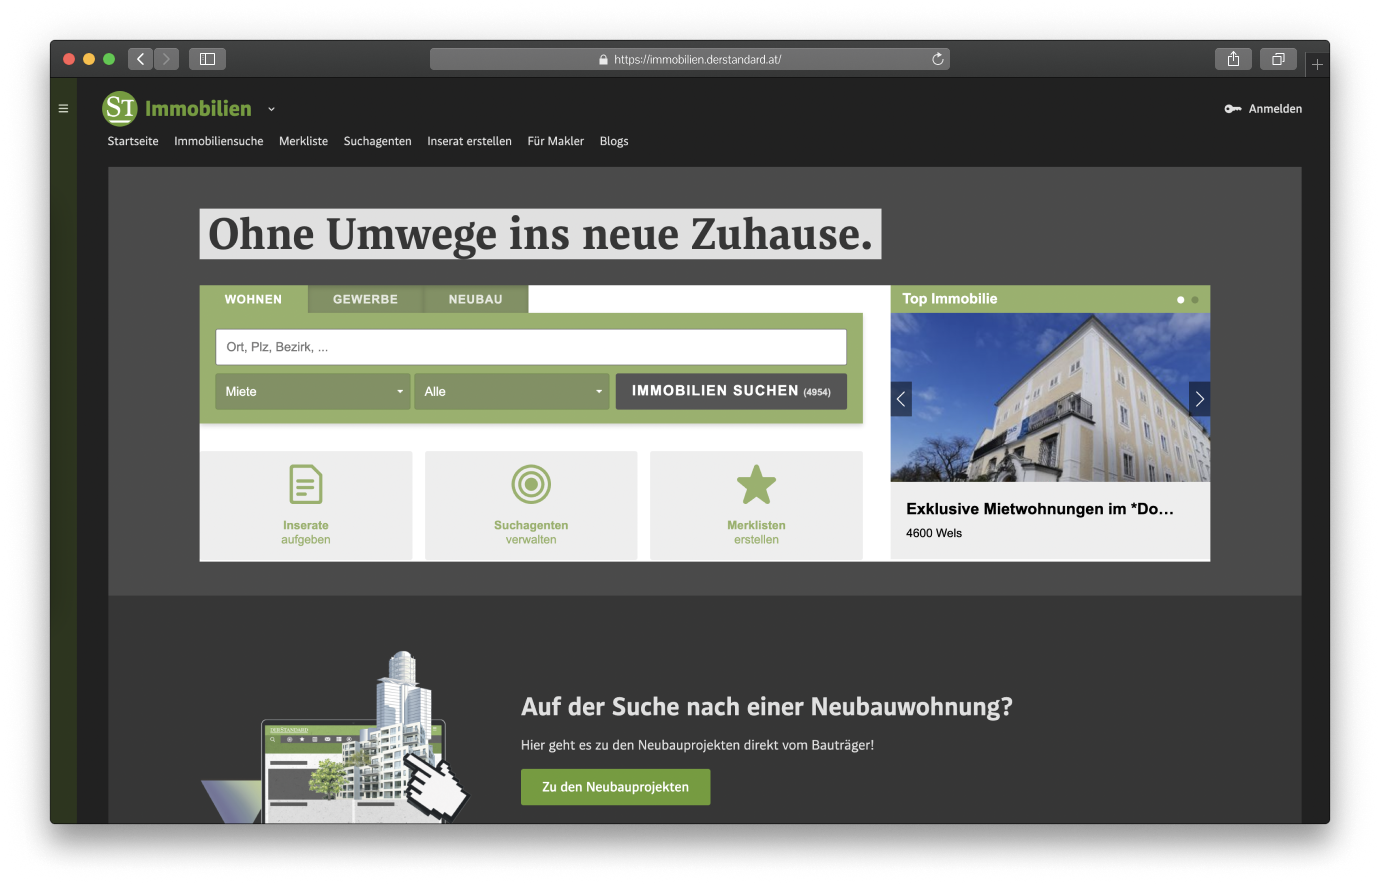 https://immobilien.derstandard.at/
ST Immobilien
Anmelden
Startseite Immobiliensuche Merkliste Suchagenten Inserat erstellen Für Makler Blogs
Ohne Umwege ins neue Zuhause.
WOHNEN GEWERBE NEUBAU
Ort, Plz, Bezirk, ...
Miete Alle IMMOBILIEN SUCHEN (4954)
Inserate
aufgeben
Suchagenten
verwalten
Merklisten
erstellen
Top Immobilie
Exklusive Mietwohnungen im *Do...
4600 Wels
DERSTANDARD
Auf der Suche nach einer Neubauwohnung?
Hier geht es zu den Neubauprojekten direkt vom Bauträger!
Zu den Neubauprojekten